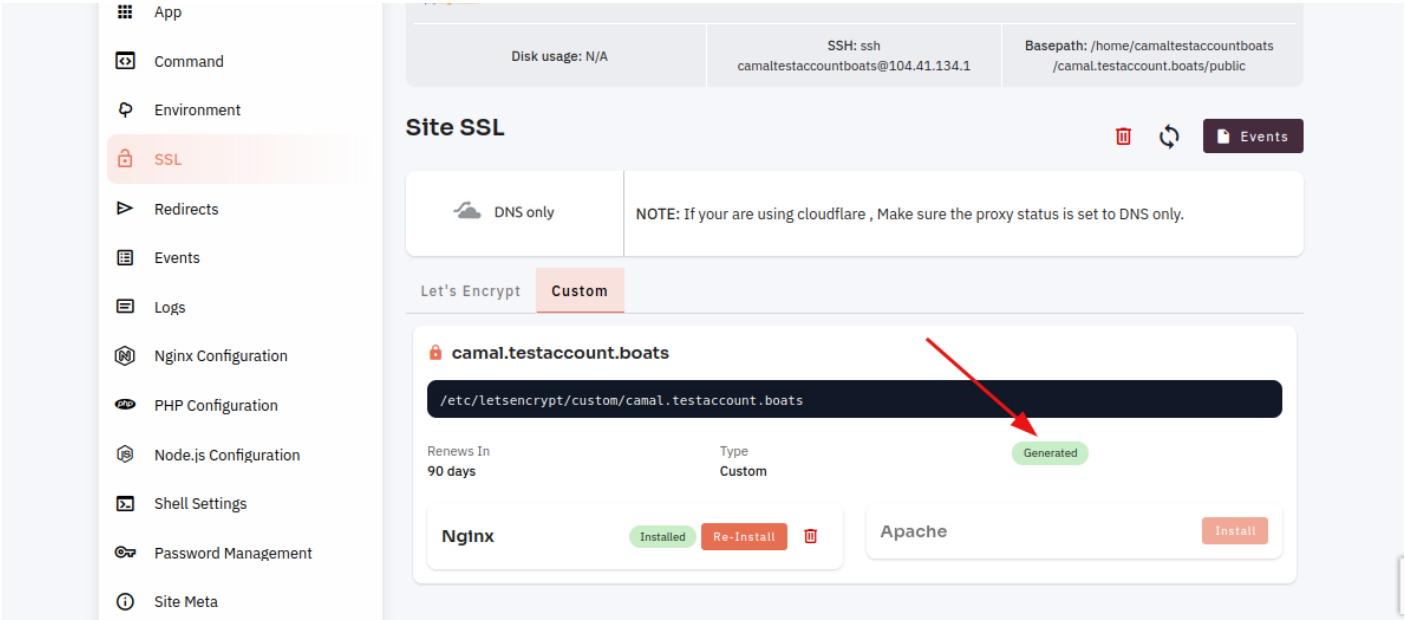 App
Command
Environment
SSL
Redirects
Events
Logs
Nginx Configuration
PHP Configuration
Node.js Configuration
Shell Settings
Password Management
Site Meta
Disk usage: N/A
SSH: ssh
camaltestaccountboats@104.41.134.1
Basepath: /home/camaltestaccountboats
/camal.testaccount.boats/public
Site SSL
Events
DNS only
NOTE: If your are using cloudflare , Make sure the proxy status is set to DNS only.
Let's Encrypt
Custom
camal.testaccount.boats
/etc/letsencrypt/custom/camal.testaccount.boats
Renews In
90 days
Type
Custom
Generated
Nginx
Installed
Re-Install
Apache
Install